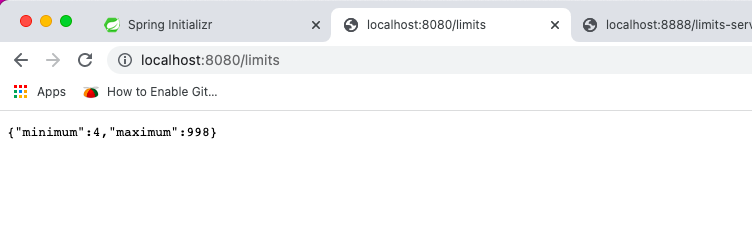 Spring Initializr
localhost:8080/limits
localhost:8888/limits-serv
localhost:8080/limits
Apps
How to Enable Git...
{"minimum":4,"maximum":998}